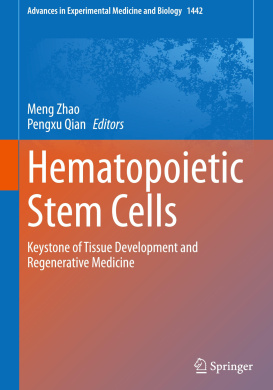 Advances in Experimental Medicine and Biology 1442
Meng Zhao
Pengxu Qian Editors
Hematopoietic
Stem Cells
Keystone of Tissue Development and
Regenerative Medicine
Springer